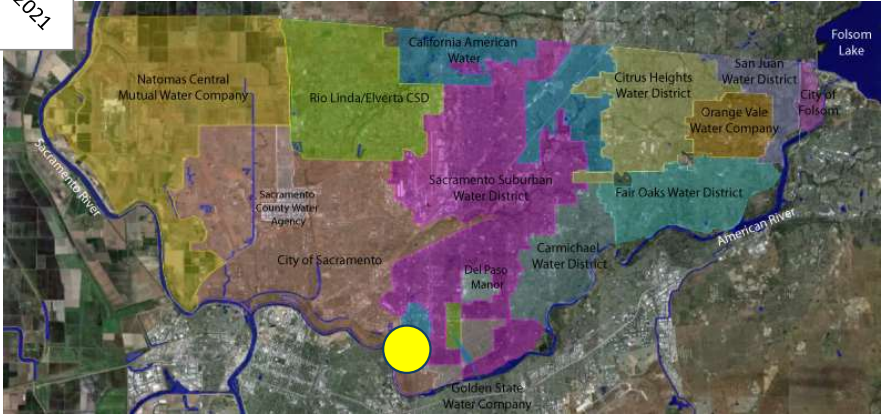 2021
Folsom
Lake
California American
Water
San Juan
Water District
Natomas Central
Mutual Water Company
Rio Linda/Elverta CSD
Citrus Heights
Water District
City of
Folsom
Orange Vale
Water Company
Sacramento River
Sacramento
County Water
Agency
Sacramento Suburban
Water District
Fair Oaks Water District
American River
City of Sacramento
Carmichael
Water District
Del Paso
Manor
Golden State
Water Company